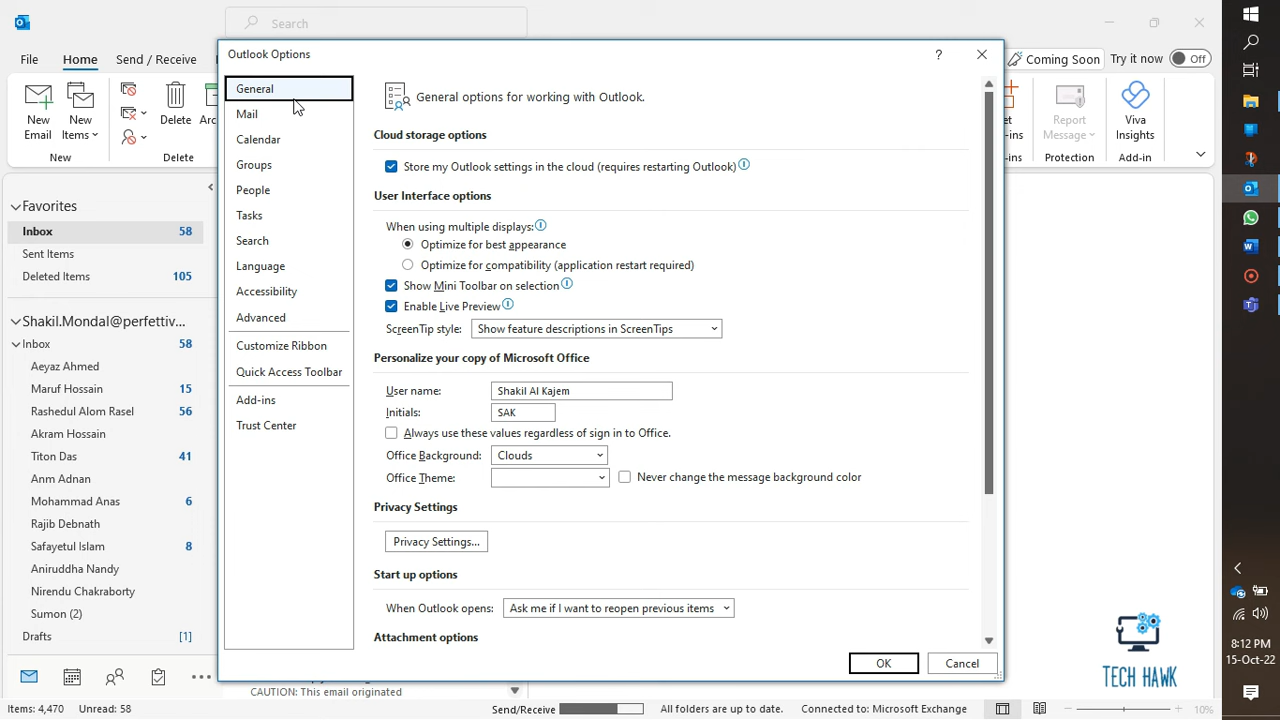 Search
Outlook Options
?
File
Home
Send / Receive
Coming Soon
Try it now
Off
New Email
New Items
Delete
New
Delete
Report Message
Viva Insights
Protection
Add-in
General
Mail
Calendar
Groups
People
Tasks
Search
Language
Accessibility
Advanced
Customize Ribbon
Quick Access Toolbar
Add-ins
Trust Center
General options for working with Outlook.
Cloud storage options
Store my Outlook settings in the cloud (requires restarting Outlook)
User Interface options
When using multiple displays:
Optimize for best appearance
Optimize for compatibility (application restart required)
Show Mini Toolbar on selection
Enable Live Preview
ScreenTip style: Show feature descriptions in ScreenTips
Personalize your copy of Microsoft Office
User name: Shakil Al Kajem
Initials: SAK
Always use these values regardless of sign in to Office.
Office Background: Clouds
Office Theme:
Never change the message background color
Privacy Settings
Privacy Settings...
Start up options
When Outlook opens: Ask me if I want to reopen previous items
Attachment options
OK
Cancel
Favorites
Inbox 58
Sent Items
Deleted Items 105
Shakil.Mondal@perfettiv...
Inbox 58
Aeyaz Ahmed
Maruf Hossain 15
Rashedul Alom Rasel 56
Akram Hossain
Titon Das 41
Anm Adnan
Mohammad Anas 6
Rajib Debnath
Safayetul Islam 8
Aniruddha Nandy
Nirendu Chakraborty
Sumon (2)
Drafts [1]
CAUTION: This email originated
TECH HAWK
8:12 PM
15-Oct-22
Items: 4,470 Unread: 58
Send/Receive
All folders are up to date.
Connected to: Microsoft Exchange
10%